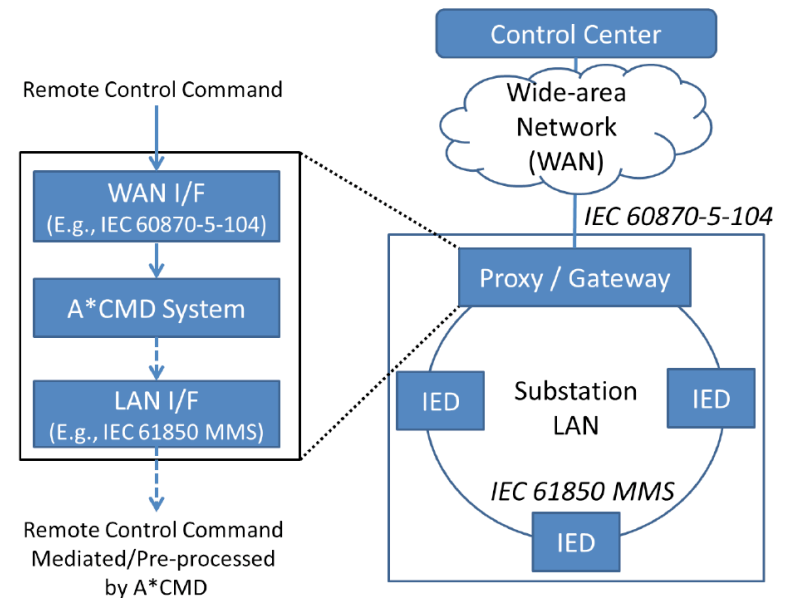 Remote Control Command
WAN I/F
(E.g., IEC 60870-5-104)
A*CMD System
LAN I/F
(E.g., IEC 61850 MMS)
Remote Control Command
Mediated/Pre-processed
by A*CMD
Control Center
Wide-area
Network
(WAN)
IEC 60870-5-104
Proxy / Gateway
IED
Substation
LAN
IED
IEC 61850 MMS
IED